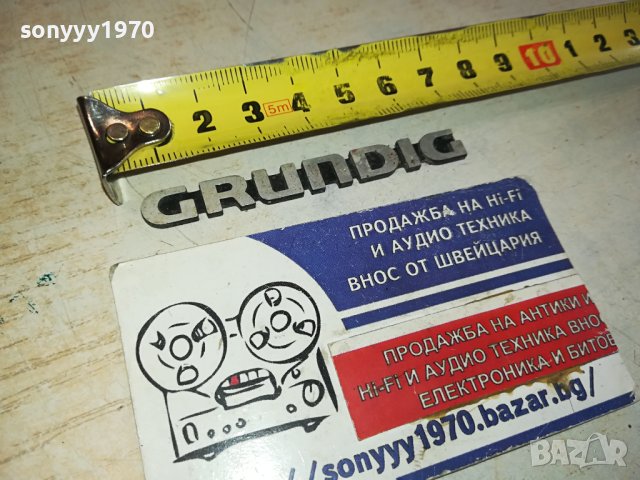 sonyyy1970
sonyyy1970
2 3 5m 4 5 6 7 8 9 10 1 2 3
GRUNDIG
ПРОДАЖБА НА Hi-Fi
И АУДИО ТЕХНИКА
ВНОС ОТ ШВЕЙЦАРИЯ
ПРОДАЖБА НА АНТИКИ И
Hi-Fi И АУДИО ТЕХНИКА ВНО
ЕЛЕКТРОНИКА И БИТОВ
//sonyyy1970.bazar.bg/
BAZAR